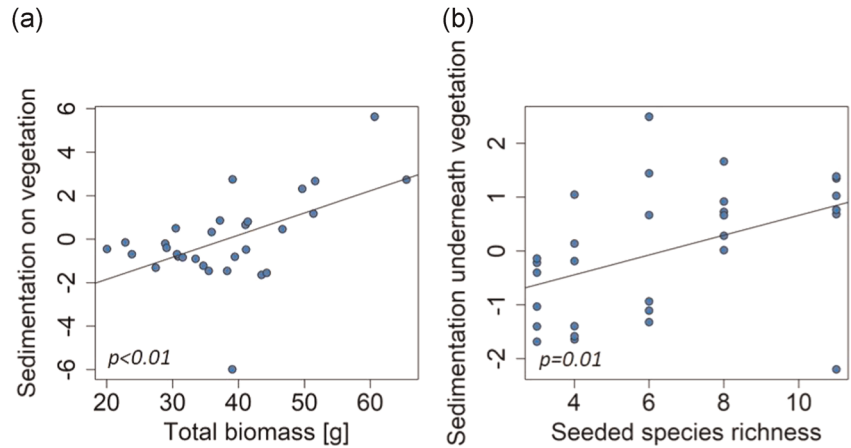 (a)
Sedimentation on vegetation
6
4
2
0
-2
-4
-6
p<0.01
20 30 40 50 60
Total biomass [g]
(b)
Sedimentation underneath vegetation
2
1
0
-1
-2
p=0.01
4 6 8 10
Seeded species richness